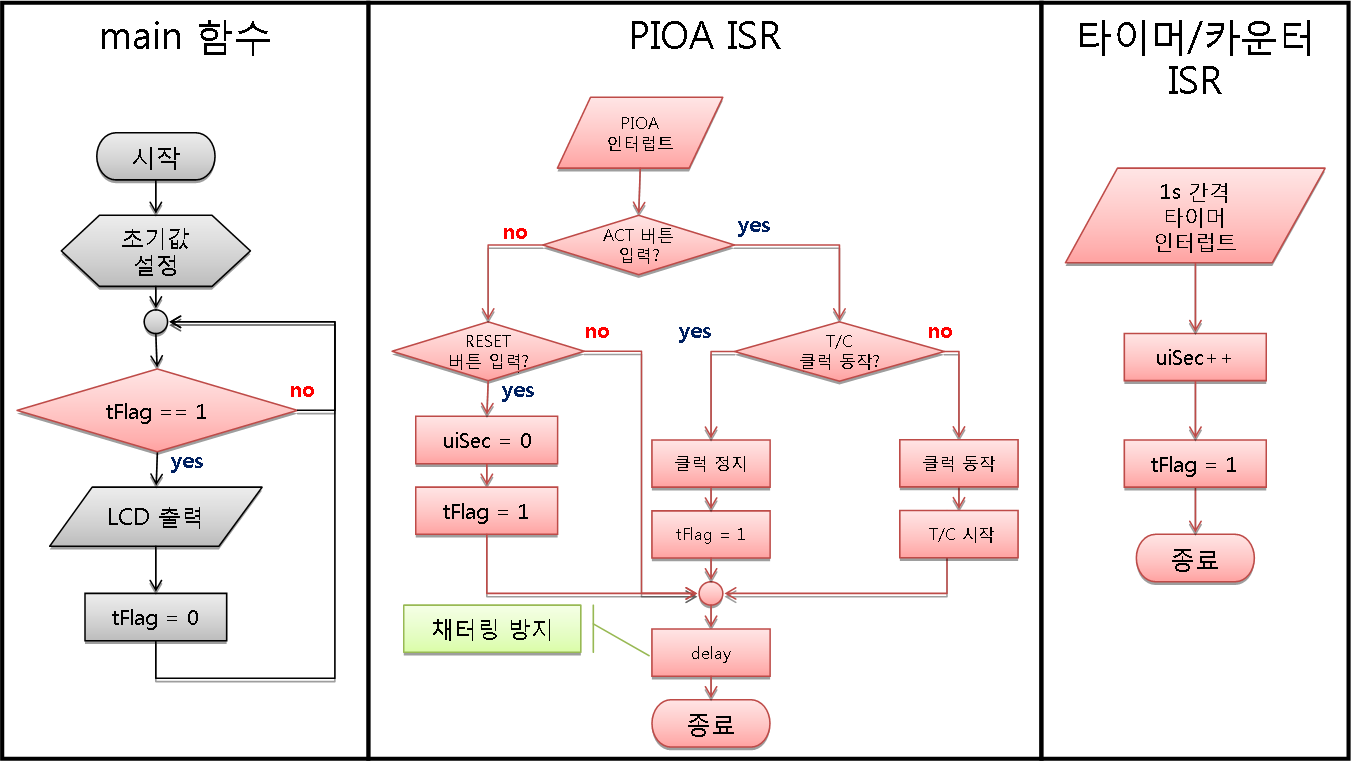 main 함수
시작
초기값
설정
tFlag == 1
no
yes
LCD 출력
tFlag = 0
PIOA ISR
PIOA
인터럽트
ACT 버튼
입력?
no
yes
RESET
버튼 입력?
no
yes
uiSec = 0
tFlag = 1
T/C
클럭 동작?
yes
no
클럭 정지
tFlag = 1
클럭 동작
T/C 시작
채터링 방지
delay
종료
타이머/카운터
ISR
1s 간격
타이머
인터럽트
uiSec++
tFlag = 1
종료